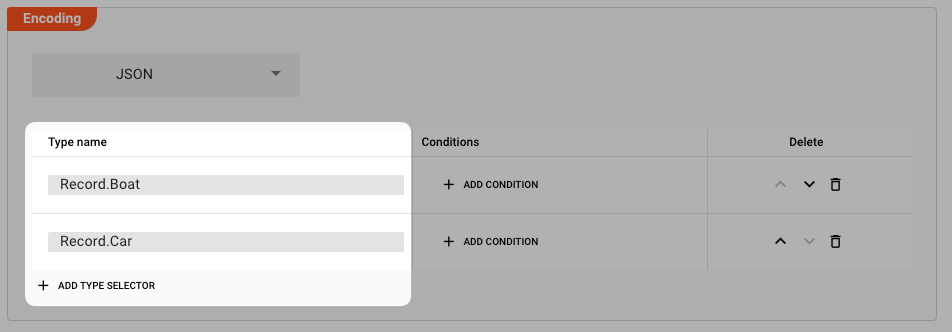 Encoding
JSON
Type name Conditions Delete
Record.Boat ADD CONDITION
Record.Car ADD CONDITION
ADD TYPE SELECTOR